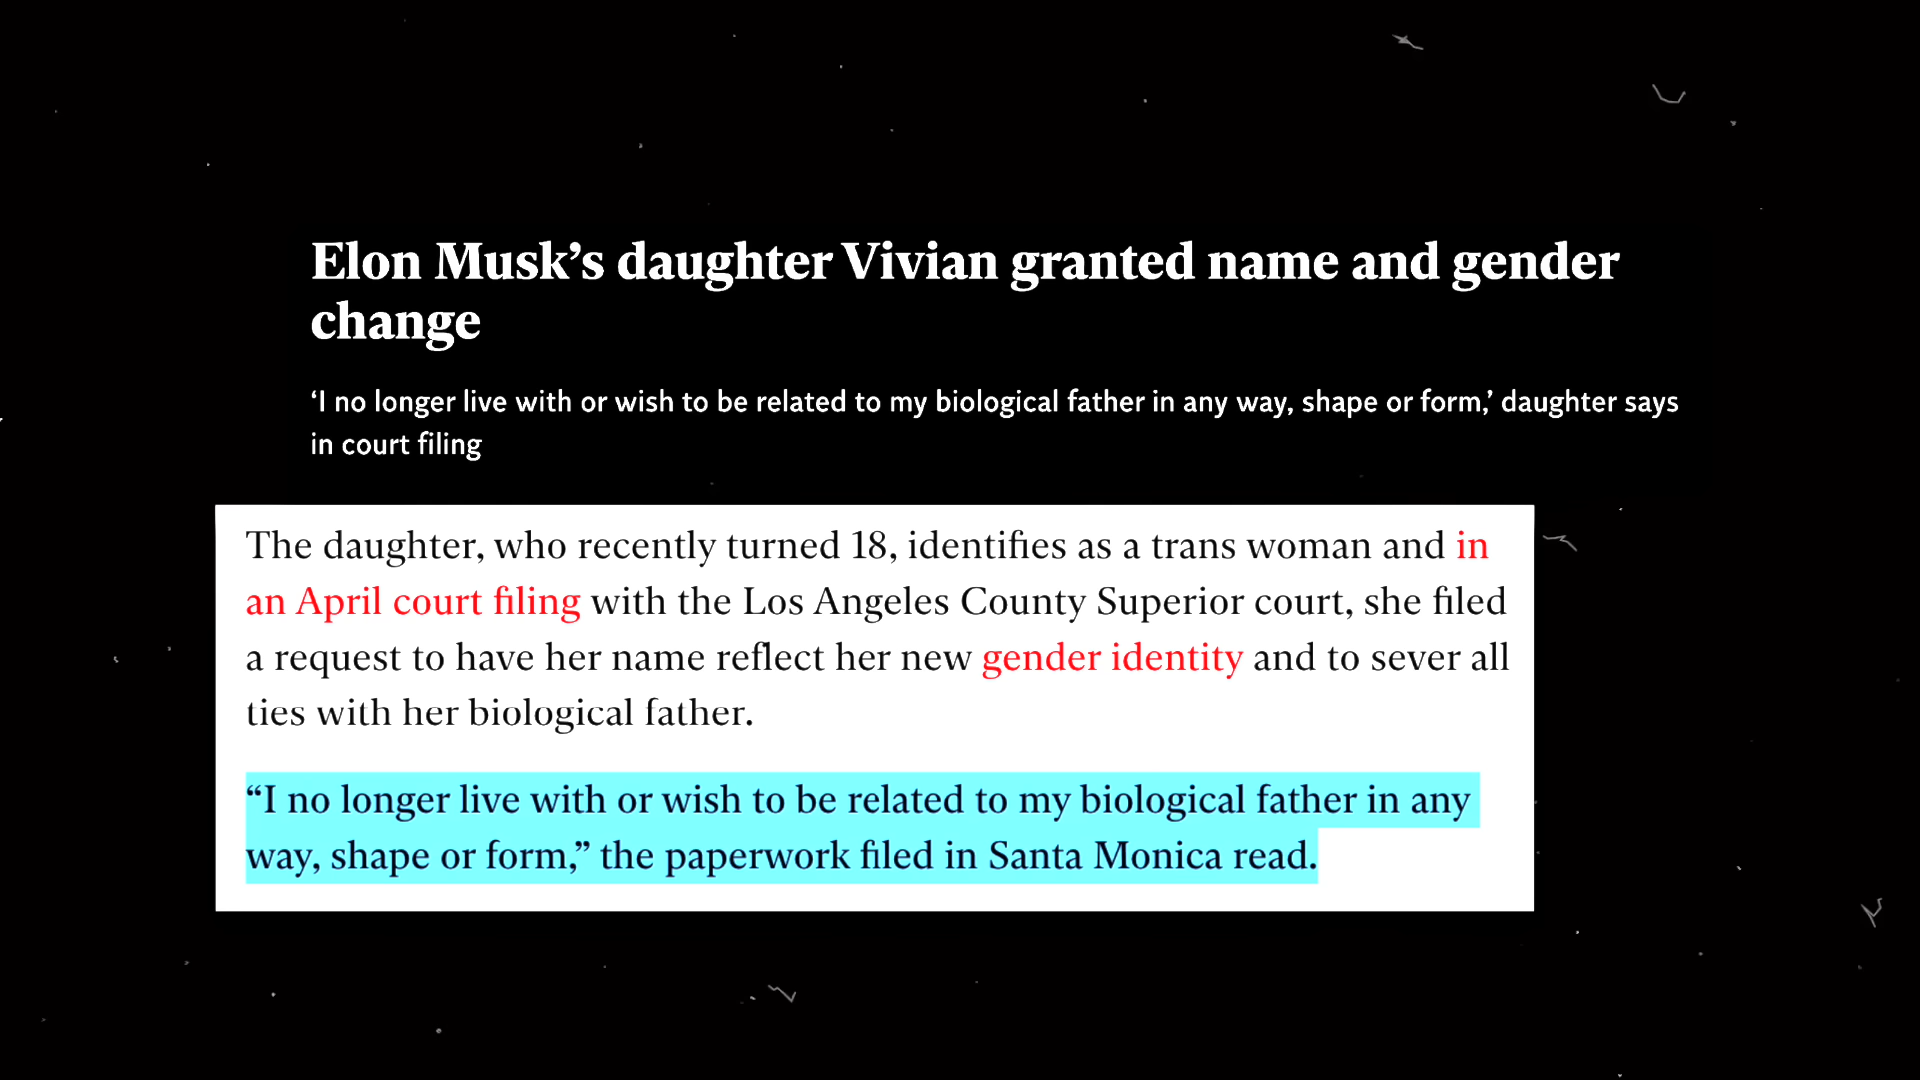 Elon Musk’s daughter Vivian granted name and gender
change
‘I no longer live with or wish to be related to my biological father in any way, shape or form,’ daughter says
in court filing
The daughter, who recently turned 18, identifies as a trans woman and in
an April court filing with the Los Angeles County Superior court, she filed
a request to have her name reflect her new gender identity and to sever all
ties with her biological father.
“I no longer live with or wish to be related to my biological father in any
way, shape or form,” the paperwork filed in Santa Monica read.